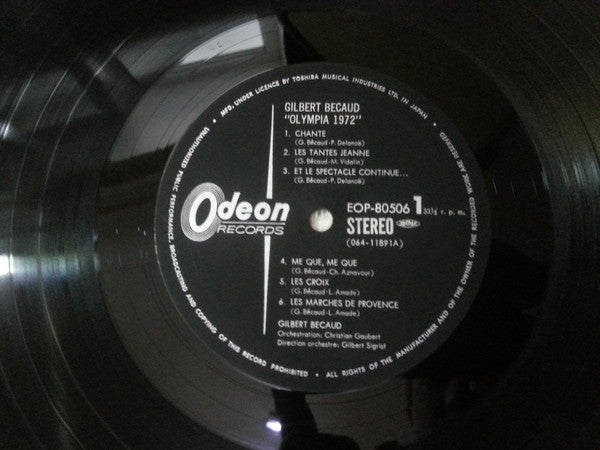 GILBERT BECAUD
"OLYMPIA 1972"
1. CHANTE
(G. Bécaud-P. Delanoë)
2. LES TANTES JEANNE
(G. Bécaud-M. Vidalin)
3. ET LE SPECTACLE CONTINUE...
(G. Bécaud-P. Delanoë)
Odeon
RECORDS
EOP-80506 1 33⅓ r. p. m.
STEREO
(064-11891A)
4. ME QUE, ME QUE
(G. Bécaud-Ch. Aznavour)
5. LES CROIX
(G. Bécaud-L. Amade)
6. LES MARCHES DE PROVENCE
(G. Bécaud-L. Amade)
GILBERT BECAUD
Orchestration: Christian Gaubert
Direction orchestre: Gilbert Sigrist
MFD. UNDER LICENCE BY TOSHIBA MUSICAL INDUSTRIES LTD. IN JAPAN •
ALL RIGHTS OF THE MANUFACTURER AND OF THE OWNER OF THE RECORDED WORK ARE RESERVED •
UNAUTHORIZED PUBLIC PERFORMANCE, BROADCASTING AND COPYING OF THIS RECORD PROHIBITED •